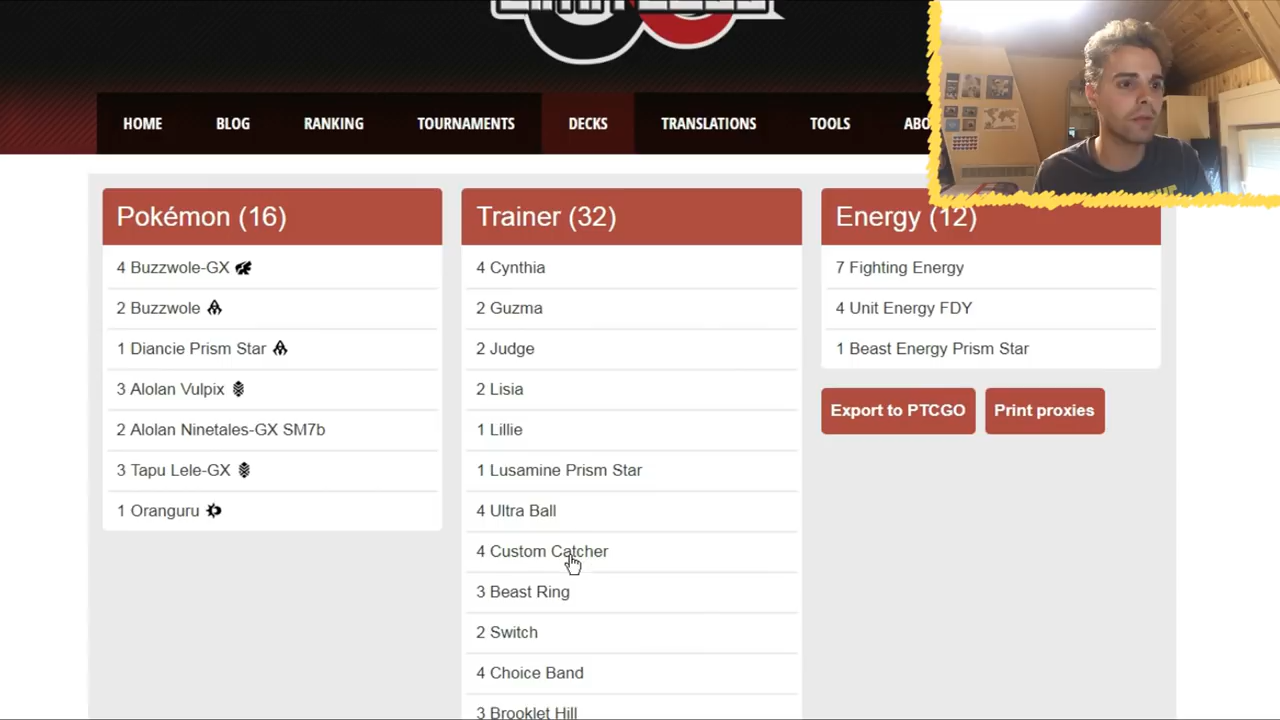 HOME BLOG RANKING TOURNAMENTS DECKS TRANSLATIONS TOOLS
Pokémon (16)
4 Buzzwole-GX
2 Buzzwole
1 Diancie Prism Star
3 Alolan Vulpix
2 Alolan Ninetales-GX SM7b
3 Tapu Lele-GX
1 Oranguru
Trainer (32)
4 Cynthia
2 Guzma
2 Judge
2 Lisia
1 Lillie
1 Lusamine Prism Star
4 Ultra Ball
4 Custom Catcher
3 Beast Ring
2 Switch
4 Choice Band
3 Brooklet Hill
Energy (12)
7 Fighting Energy
4 Unit Energy FDY
1 Beast Energy Prism Star
Export to PTCGO
Print proxies